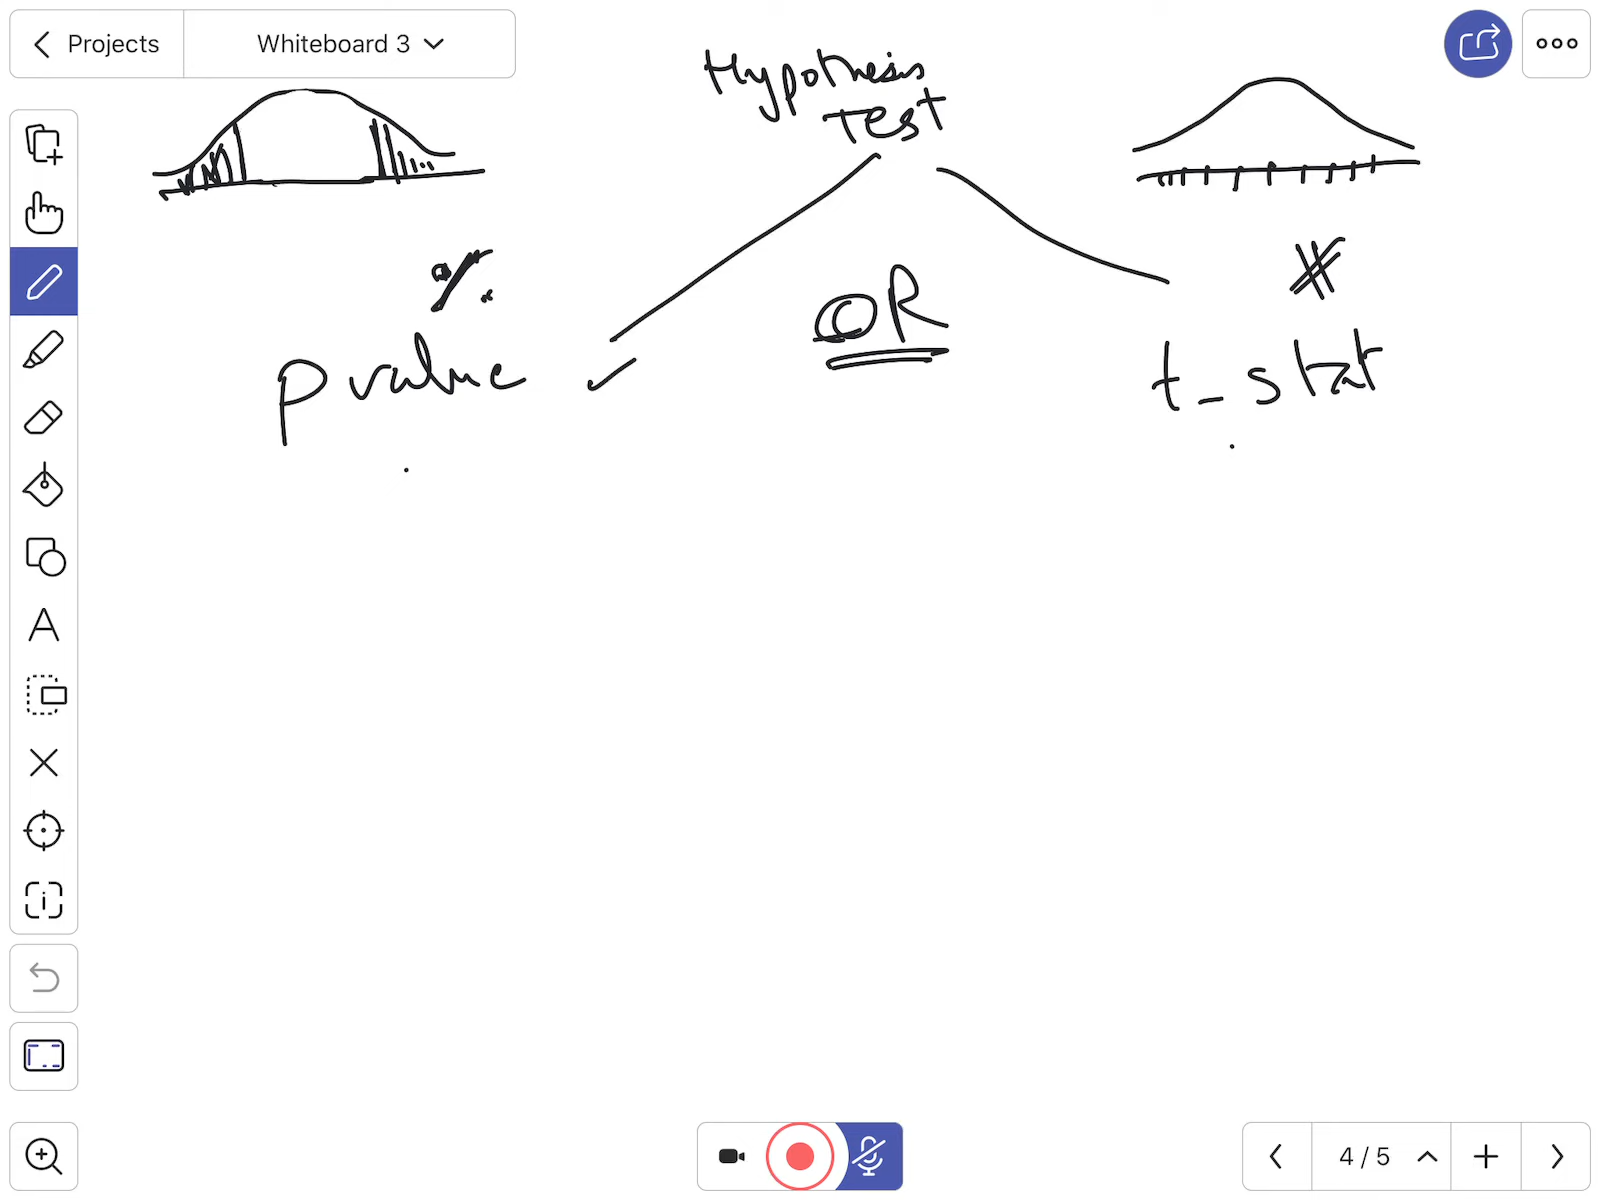 Projects
Whiteboard 3
Hypothesis
Test
%
#
OR
p value
t_stat
4 / 5